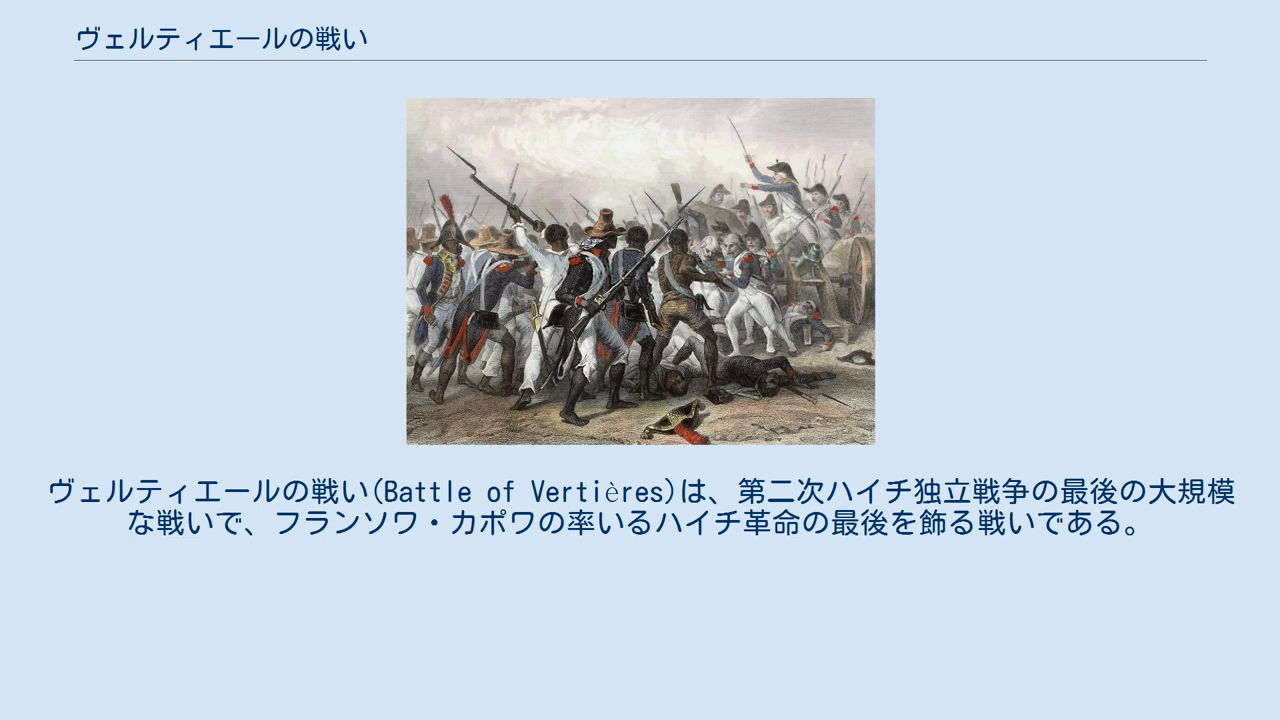 ヴェルティエールの戦い
ヴェルティエールの戦い(Battle of Vertières)は、第二次ハイチ独立戦争の最後の大規模
な戦いで、フランソワ・カポワの率いるハイチ革命の最後を飾る戦いである。